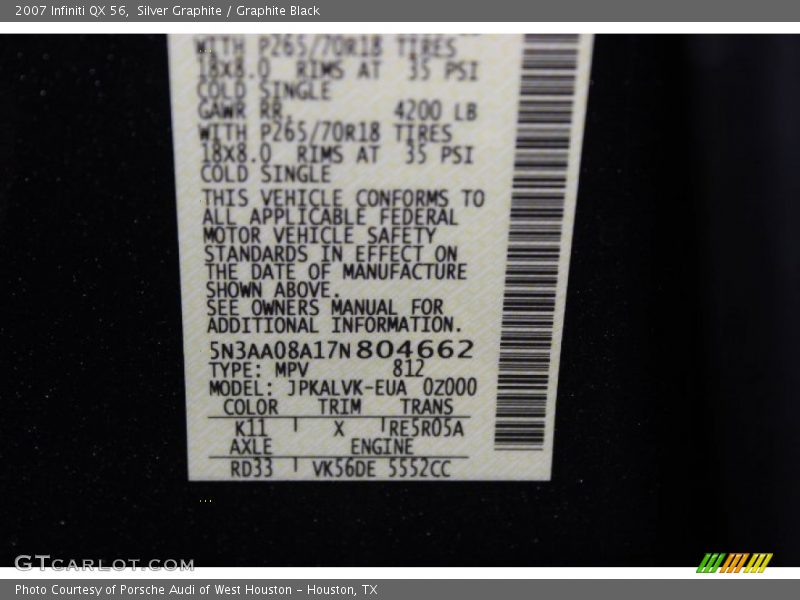 2007 Infiniti QX 56,  Silver Graphite / Graphite Black
WITH P265/70R18 TIRES
18X8.0 RIMS AT 35 PSI
COLD SINGLE
GAWR RR. 4200 LB
WITH P265/70R18 TIRES
18X8.0 RIMS AT 35 PSI
COLD SINGLE
THIS VEHICLE CONFORMS TO
ALL APPLICABLE FEDERAL
MOTOR VEHICLE SAFETY
STANDARDS IN EFFECT ON
THE DATE OF MANUFACTURE
SHOWN ABOVE.
SEE OWNERS MANUAL FOR
ADDITIONAL INFORMATION.
5N3AA08A17N804662
TYPE: MPV 812
MODEL: JPKALVK-EUA 0Z000
COLOR TRIM TRANS
K11 X RE5R05A
AXLE ENGINE
RD33 VK56DE 5552CC
GTCARLOT.COM
Photo Courtesy of Porsche Audi of West Houston – Houston, TX